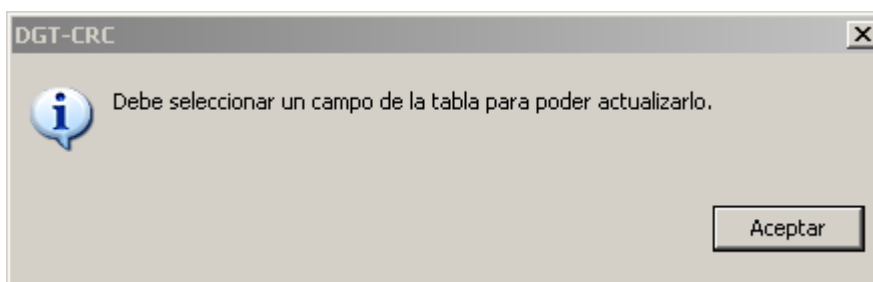 DGT-CRC
Debe seleccionar un campo de la tabla para poder actualizarlo.
Aceptar